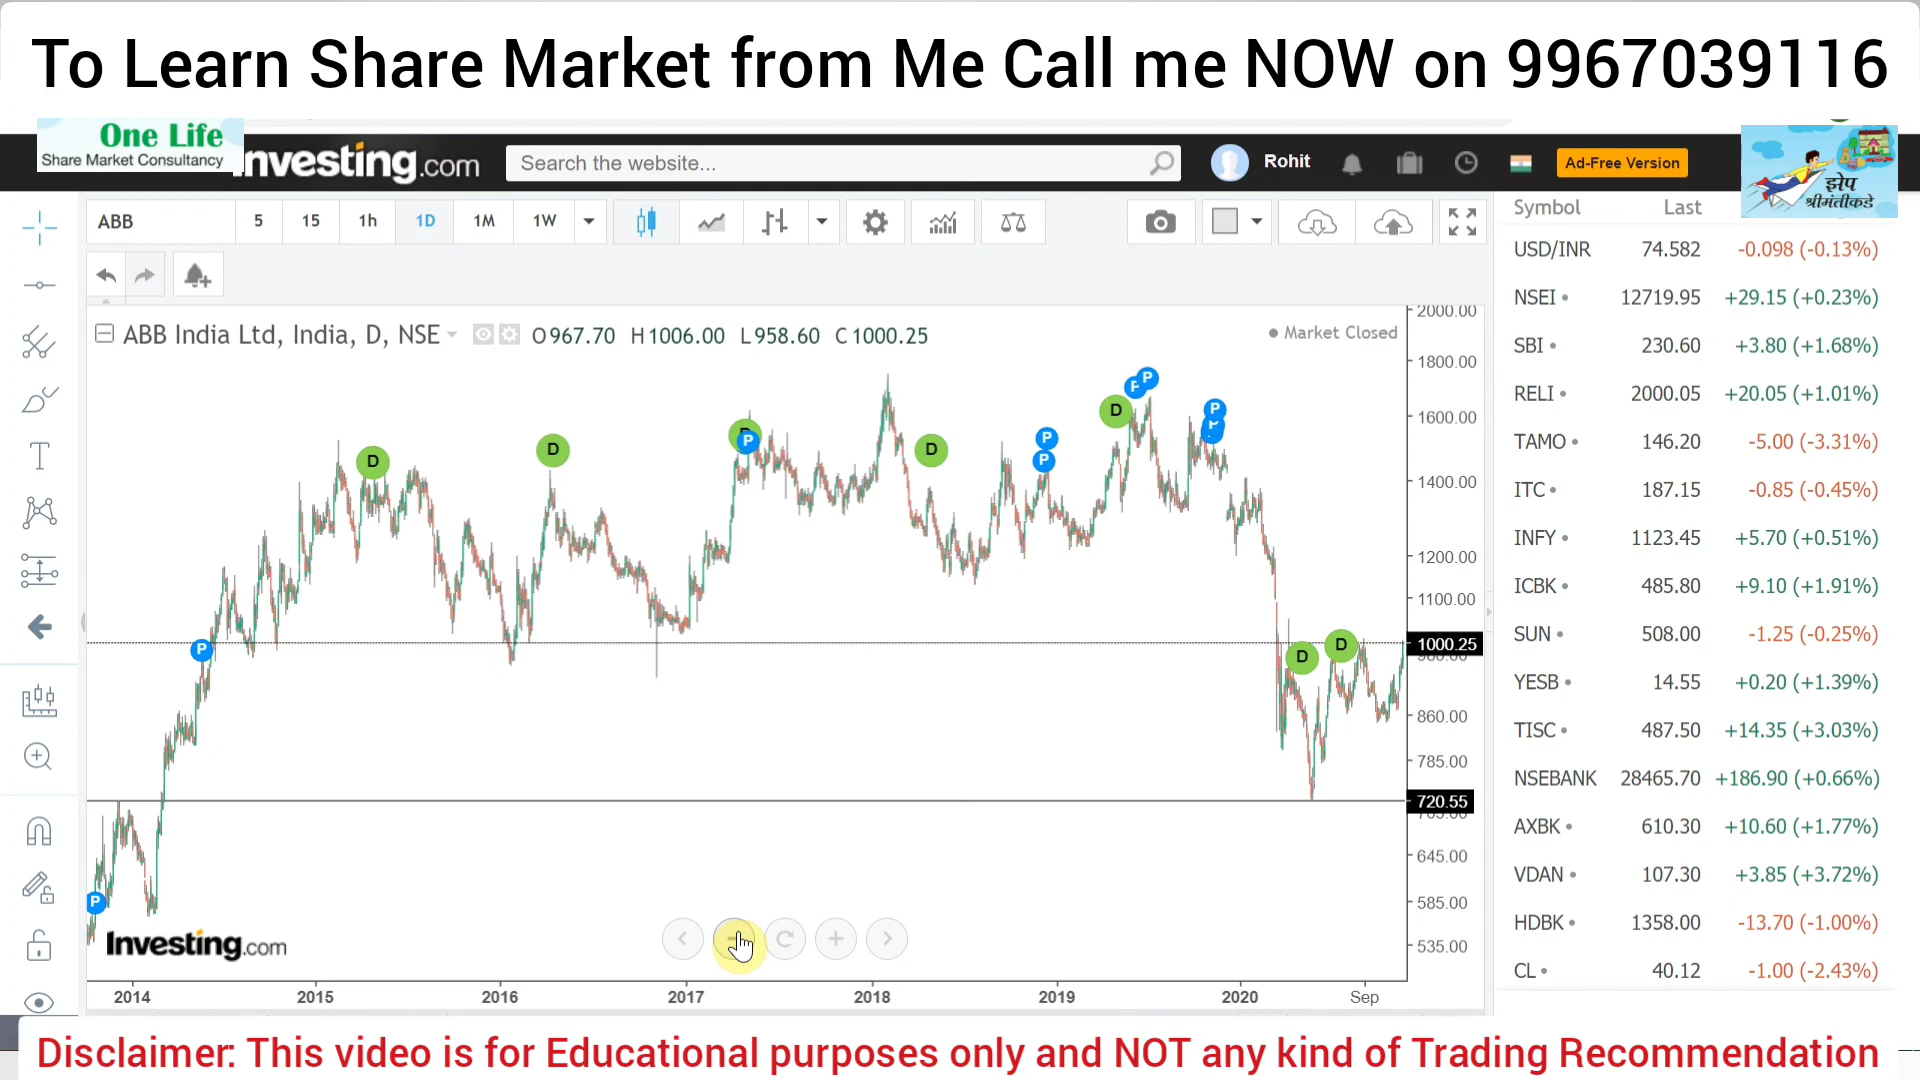 To Learn Share Market from Me Call me NOW on 9967039116
One Life
Share Market Consultancy
Investing.com
Search the website...
Rohit
Ad-Free Version
झेप
श्रीमंतीकडे
ABB 5 15 1h 1D 1M 1W
Symbol Last
USD/INR 74.582 -0.098 (-0.13%)
NSEI 12719.95 +29.15 (+0.23%)
SBI 230.60 +3.80 (+1.68%)
RELI 2000.05 +20.05 (+1.01%)
TAMO 146.20 -5.00 (-3.31%)
ITC 187.15 -0.85 (-0.45%)
INFY 1123.45 +5.70 (+0.51%)
ICBK 485.80 +9.10 (+1.91%)
SUN 508.00 -1.25 (-0.25%)
YESB 14.55 +0.20 (+1.39%)
TISC 487.50 +14.35 (+3.03%)
NSEBANK 28465.70 +186.90 (+0.66%)
AXBK 610.30 +10.60 (+1.77%)
VDAN 107.30 +3.85 (+3.72%)
HDBK 1358.00 -13.70 (-1.00%)
CL 40.12 -1.00 (-2.43%)
ABB India Ltd, India, D, NSE O967.70 H1006.00 L958.60 C1000.25
Market Closed
2000.00
1800.00
1600.00
1400.00
1200.00
1100.00
1000.25
860.00
785.00
720.55
645.00
585.00
535.00
P P
D P
D P
D D D D P
D P
P
P D
D
P
Investing.com
2014 2015 2016 2017 2018 2019 2020 Sep
Disclaimer: This video is for Educational purposes only and NOT any kind of Trading Recommendation